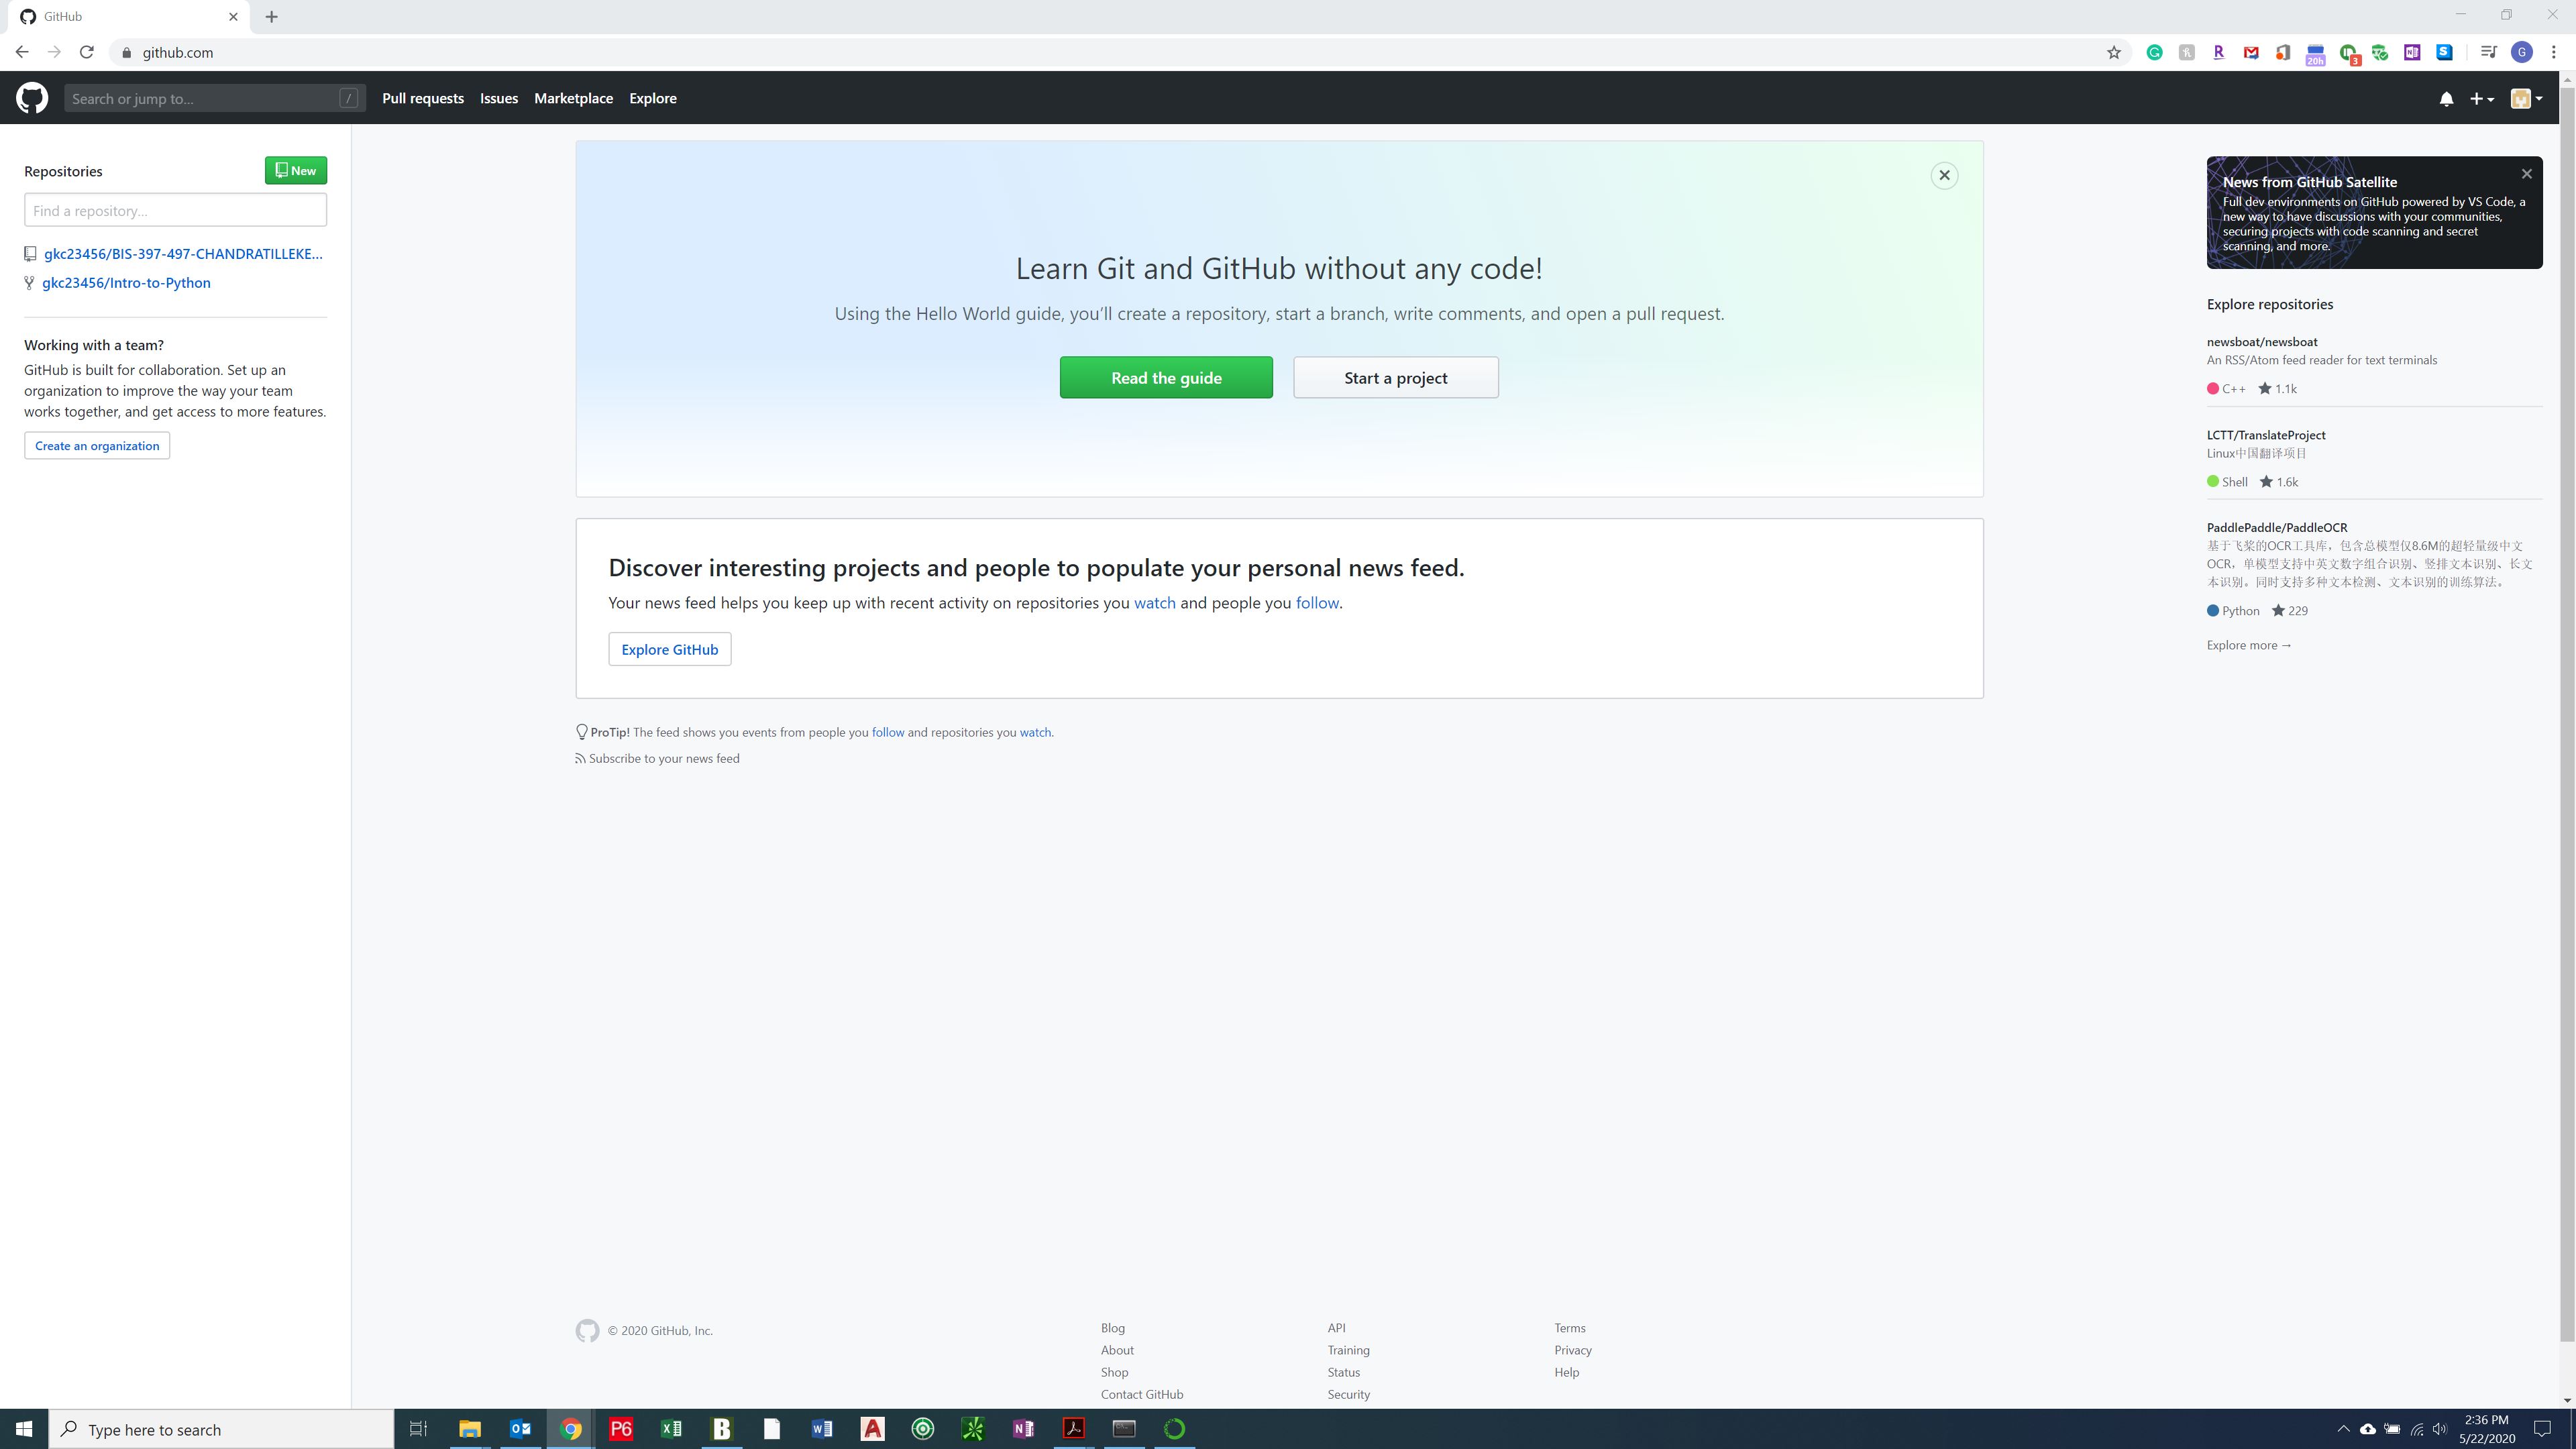 GitHub
github.com
20h
3
G
Search or jump to...
/
Pull requests
Issues
Marketplace
Explore
Repositories
New
Find a repository...
gkc23456/BIS-397-497-CHANDRATILLEKE...
gkc23456/Intro-to-Python
Working with a team?
GitHub is built for collaboration. Set up an
organization to improve the way your team
works together, and get access to more features.
Create an organization
Learn Git and GitHub without any code!
Using the Hello World guide, you’ll create a repository, start a branch, write comments, and open a pull request.
Read the guide
Start a project
Discover interesting projects and people to populate your personal news feed.
Your news feed helps you keep up with recent activity on repositories you watch and people you follow.
Explore GitHub
ProTip! The feed shows you events from people you follow and repositories you watch.
Subscribe to your news feed
News from GitHub Satellite
Full dev environments on GitHub powered by VS Code, a
new way to have discussions with your communities,
securing projects with code scanning and secret
scanning, and more.
Explore repositories
newsboat/newsboat
An RSS/Atom feed reader for text terminals
C++ 1.1k
LCTT/TranslateProject
Linux中国翻译项目
Shell 1.6k
PaddlePaddle/PaddleOCR
基于飞桨的OCR工具库，包含总模型仅8.6M的超轻量级中文
OCR，单模型支持中英文数字组合识别、竖排文本识别、长文
本识别。同时支持多种文本检测、文本识别的训练算法。
Python 229
Explore more →
© 2020 GitHub, Inc.
Blog
About
Shop
Contact GitHub
API
Training
Status
Security
Terms
Privacy
Help
Type here to search
P6
B
2:36 PM
5/22/2020